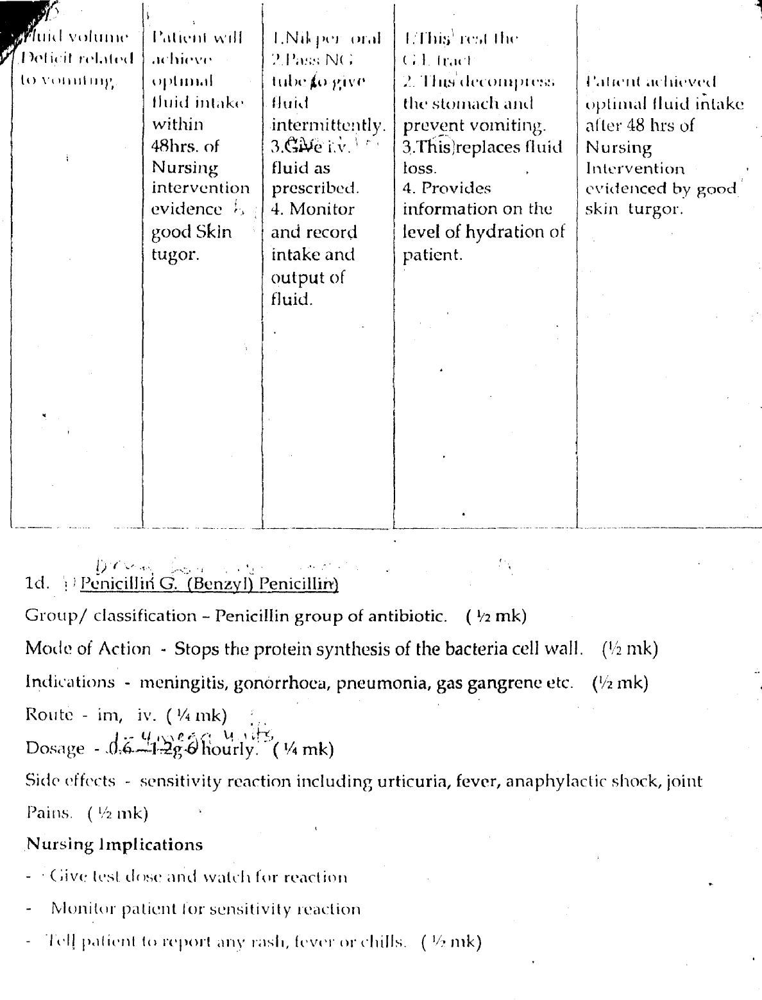 Fluid volume
Deficit related
to vomiting
Patient will
achieve
optimal
fluid intake
within
48hrs. of
Nursing
intervention
evidence
good Skin
tugor.
1.Nil per oral
2.Pass NG
tube to give
fluid
intermittently.
3.Give i.v.
fluid as
prescribed.
4. Monitor
and record
intake and
output of
fluid.
1.This rest the
G.I. tract
2. This decompress
the stomach and
prevent vomiting.
3.This replaces fluid
loss.
4. Provides
information on the
level of hydration of
patient.
Patient achieved
optimal fluid intake
after 48 hrs of
Nursing
Intervention
evidenced by good
skin turgor.
1d. Penicillin G. (Benzyl) Penicillin)
Group/ classification – Penicillin group of antibiotic. ( ½ mk)
Mode of Action - Stops the protein synthesis of the bacteria cell wall. (½ mk)
Indications - meningitis, gonorrhoea, pneumonia, gas gangrene etc. (½ mk)
Route - im, iv. ( ¼ mk)
1 - 4 mega units
Dosage - 0.6 – 1.2g 6 hourly. ( ¼ mk)
Side effects - sensitivity reaction including urticuria, fever, anaphylactic shock, joint
Pains. ( ½ mk)
Nursing Implications
- Give test dose and watch for reaction
- Monitor patient for sensitivity reaction
- Tell patient to report any rash, fever or chills. ( ½ mk)